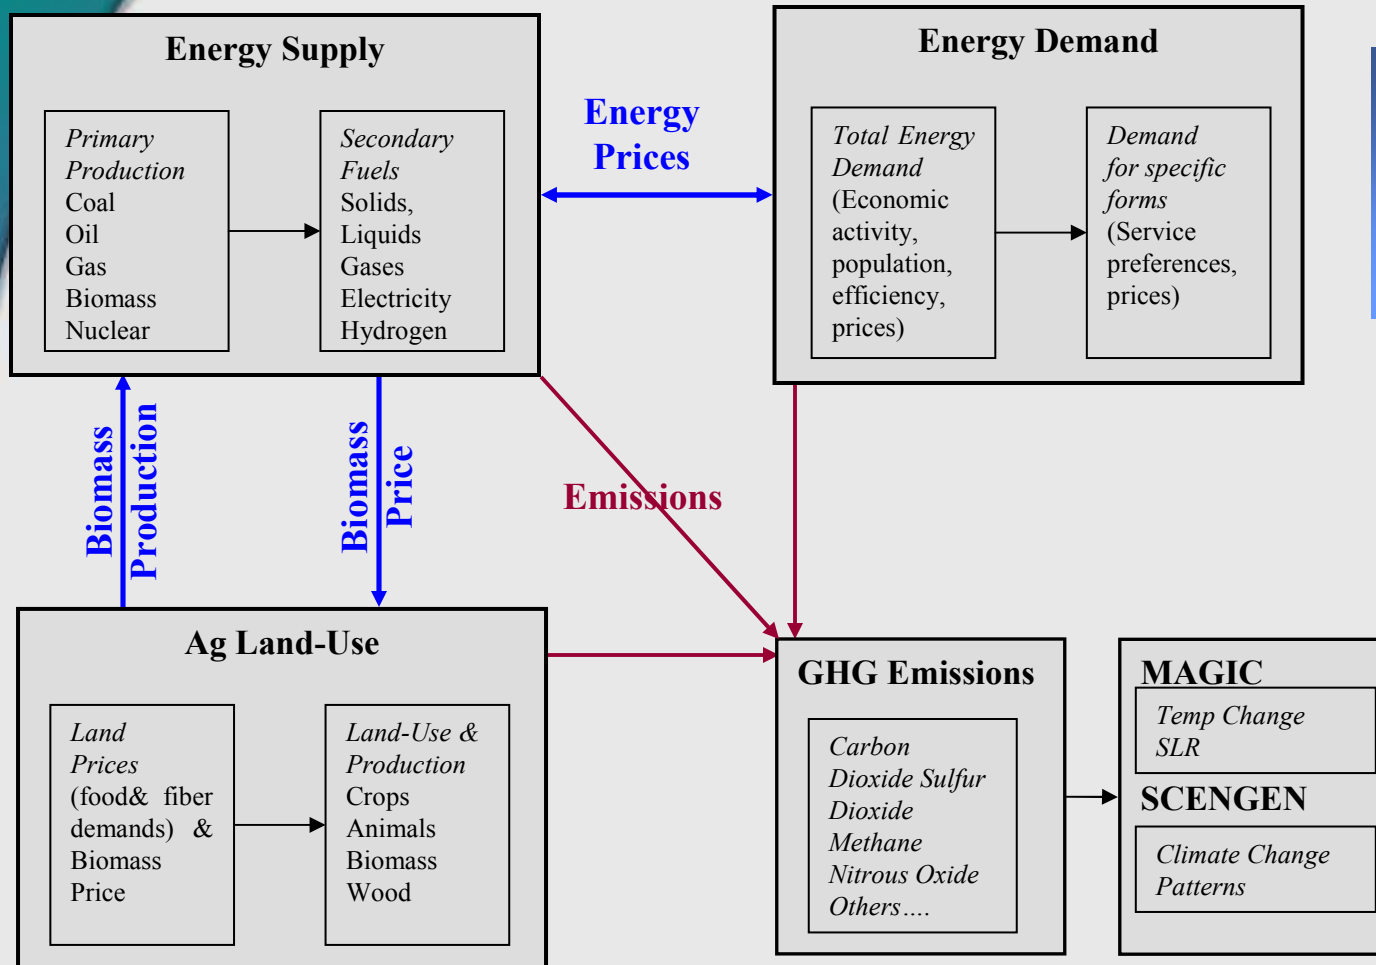 Energy Supply
Primary
Production
Coal
Oil
Gas
Biomass
Nuclear
Secondary
Fuels
Solids,
Liquids
Gases
Electricity
Hydrogen
Energy
Prices
Energy Demand
Total Energy
Demand
(Economic
activity,
population,
efficiency,
prices)
Demand
for specific
forms
(Service
preferences,
prices)
Biomass
Production
Biomass
Price
Emissions
Ag Land-Use
Land
Prices
(food& fiber
demands) &
Biomass
Price
Land-Use &
Production
Crops
Animals
Biomass
Wood
GHG Emissions
Carbon
Dioxide Sulfur
Dioxide
Methane
Nitrous Oxide
Others….
MAGIC
Temp Change
SLR
SCENGEN
Climate Change
Patterns